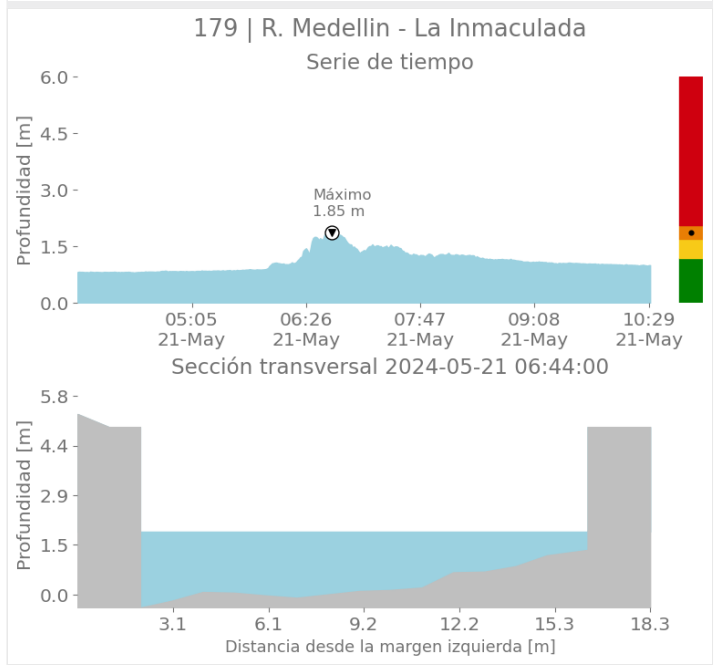 179 | R. Medellin - La Inmaculada
Serie de tiempo
Profundidad [m]
6.0
4.5
3.0
1.5
0.0
Máximo
1.85 m
05:05 06:26 07:47 09:08 10:29
21-May 21-May 21-May 21-May 21-May
Sección transversal 2024-05-21 06:44:00
Profundidad [m]
5.8
4.4
2.9
1.5
0.0
3.1 6.1 9.2 12.2 15.3 18.3
Distancia desde la margen izquierda [m]